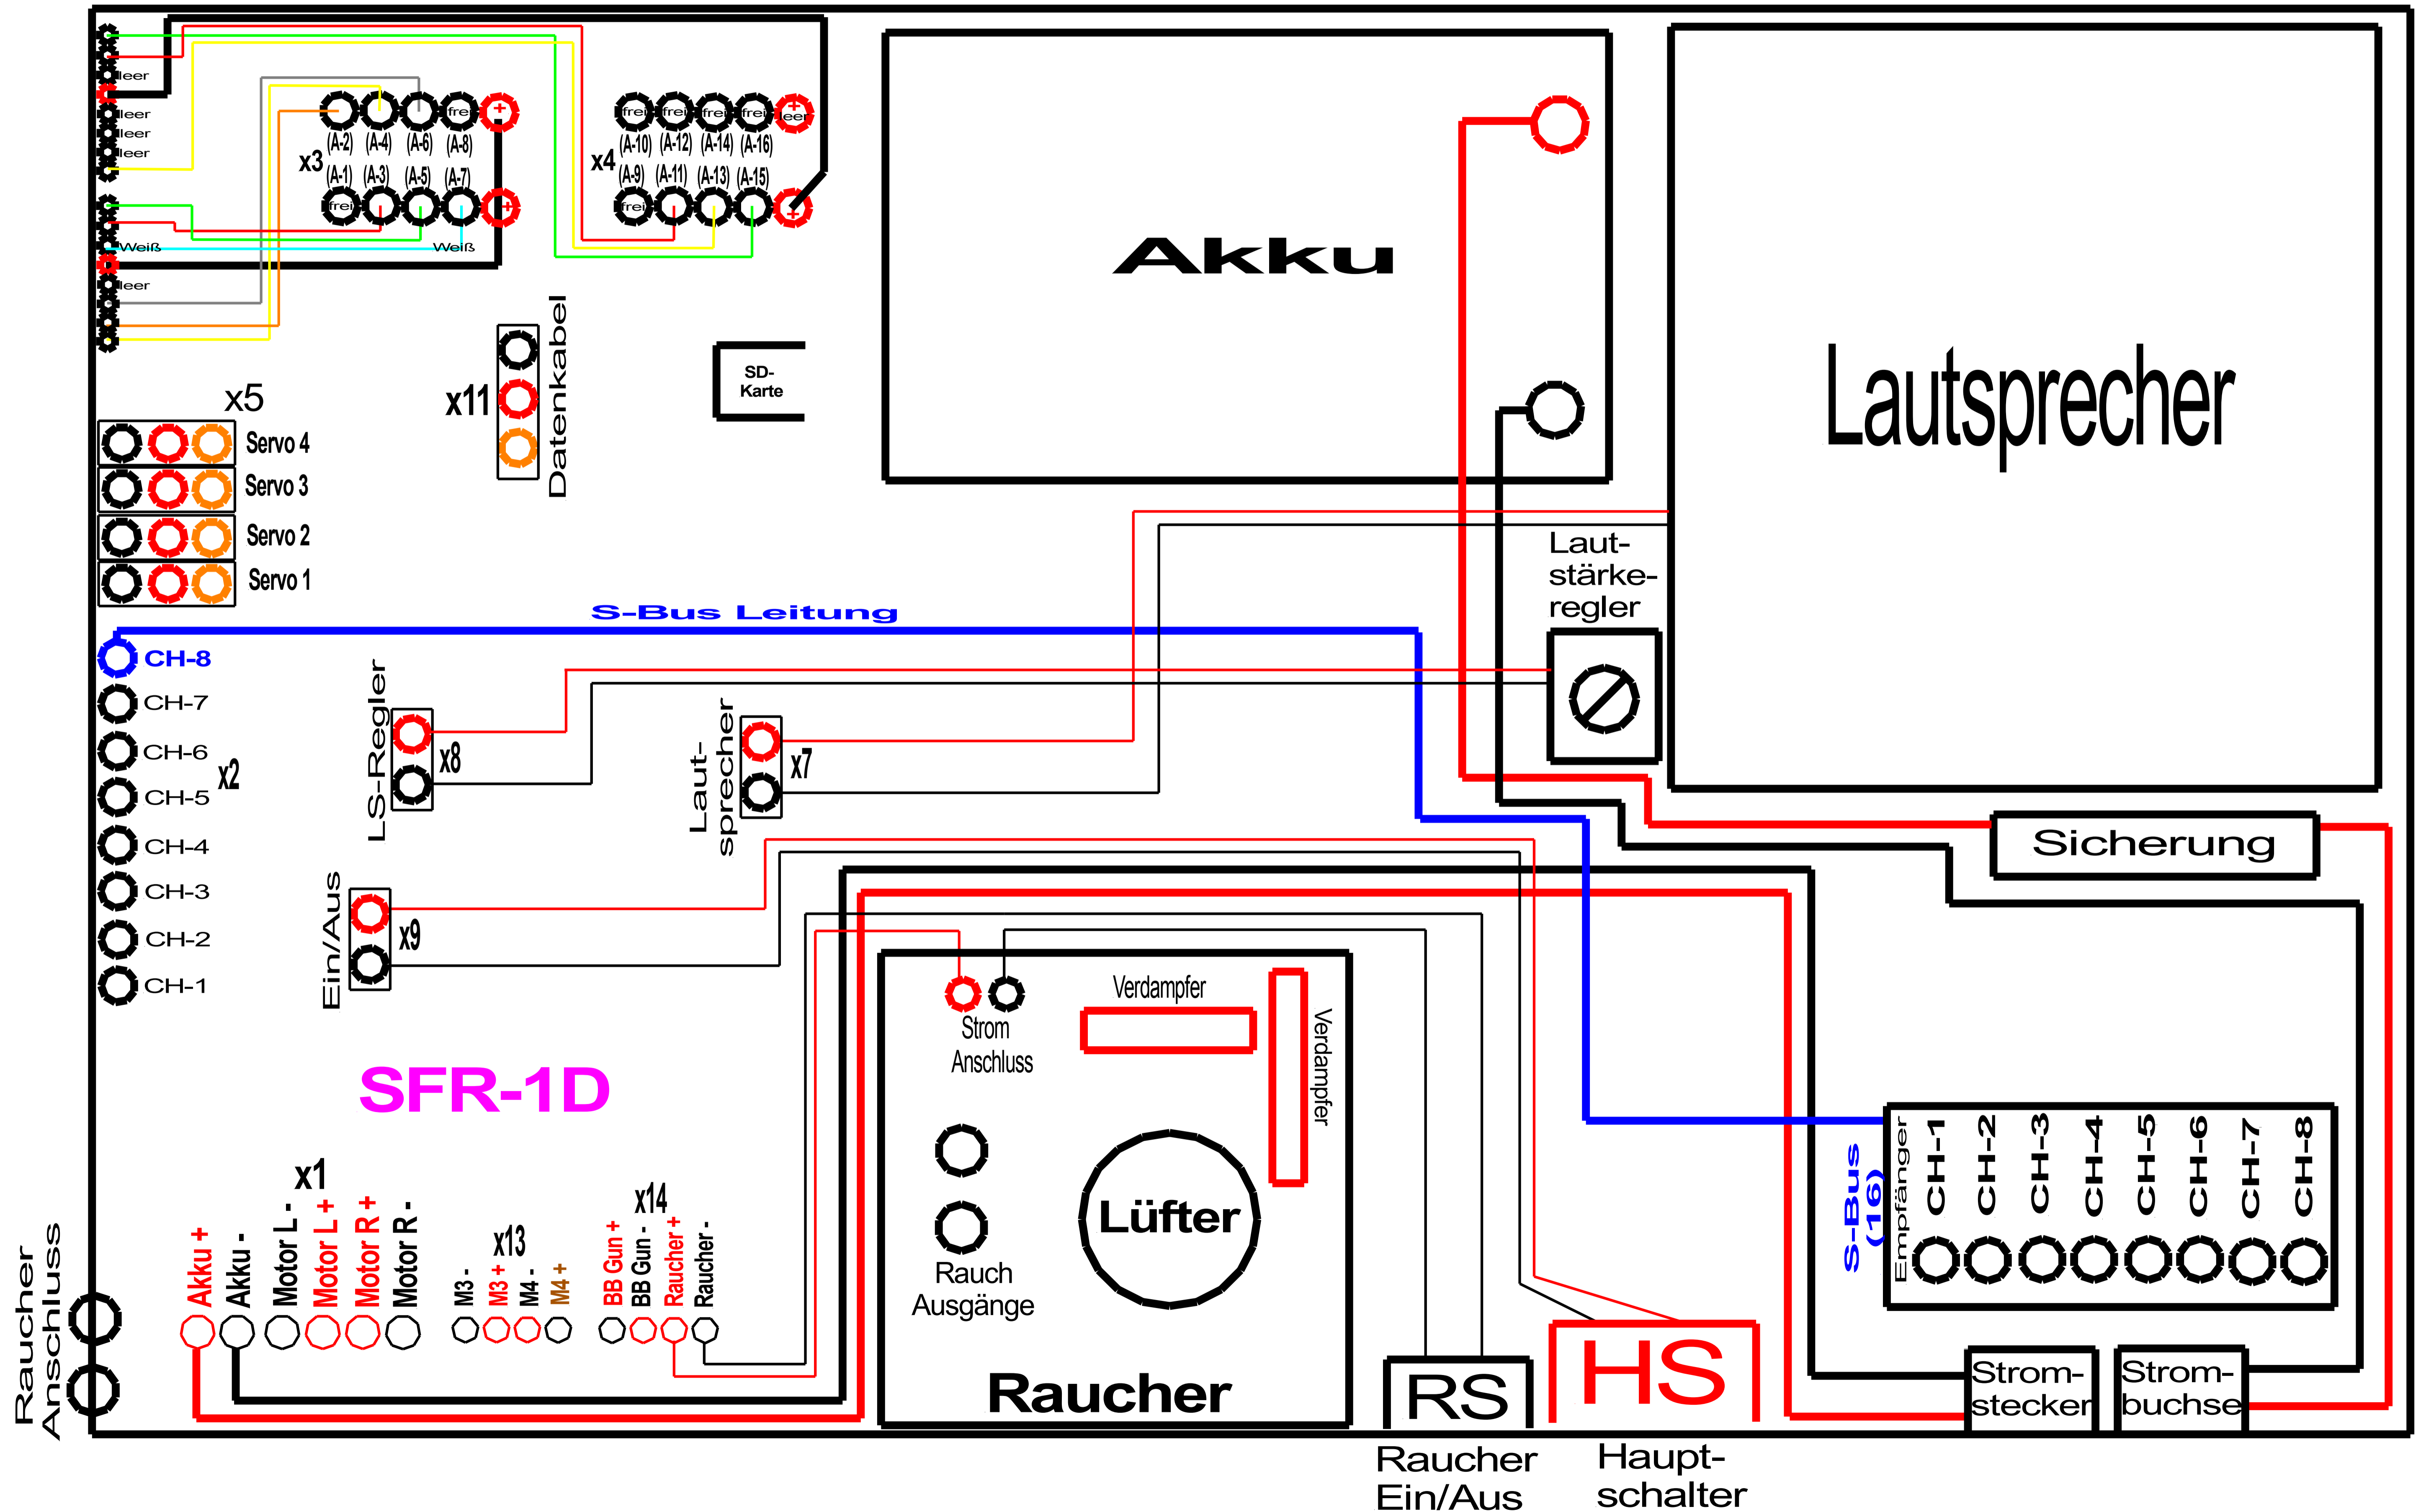 leer
leer
leer
leer
Weiß
leer
x3
frei
+
(A-2)
(A-4)
(A-6)
(A-8)
(A-1)
(A-3)
(A-5)
(A-7)
frei
+
Weiß
x4
frei
frei
frei
frei
+
leer
(A-10)
(A-12)
(A-14)
(A-16)
(A-9)
(A-11)
(A-13)
(A-15)
frei
+
Akku
Lautsprecher
x11
Datenkabel
SD-
Karte
x5
Servo 4
Servo 3
Servo 2
Servo 1
S-Bus Leitung
Laut-
stärke-
regler
CH-8
CH-7
CH-6
CH-5
CH-4
CH-3
CH-2
CH-1
x2
LS-Regler
x8
Laut-
sprecher
x7
Sicherung
Ein/Aus
x9
Strom
Anschluss
Verdampfer
Verdampfer
Rauch
Ausgänge
Lüfter
Raucher
SFR-1D
x1
Akku +
Akku -
Motor L -
Motor L +
Motor R +
Motor R -
x13
M3 -
M3 +
M4 -
M4 +
x14
BB Gun +
BB Gun -
Raucher +
Raucher -
Raucher
Anschluss
S-Bus
(16)
Empfänger
CH-1
CH-2
CH-3
CH-4
CH-5
CH-6
CH-7
CH-8
RS
HS
Strom-
stecker
Strom-
buchse
Raucher
Ein/Aus
Haupt-
schalter